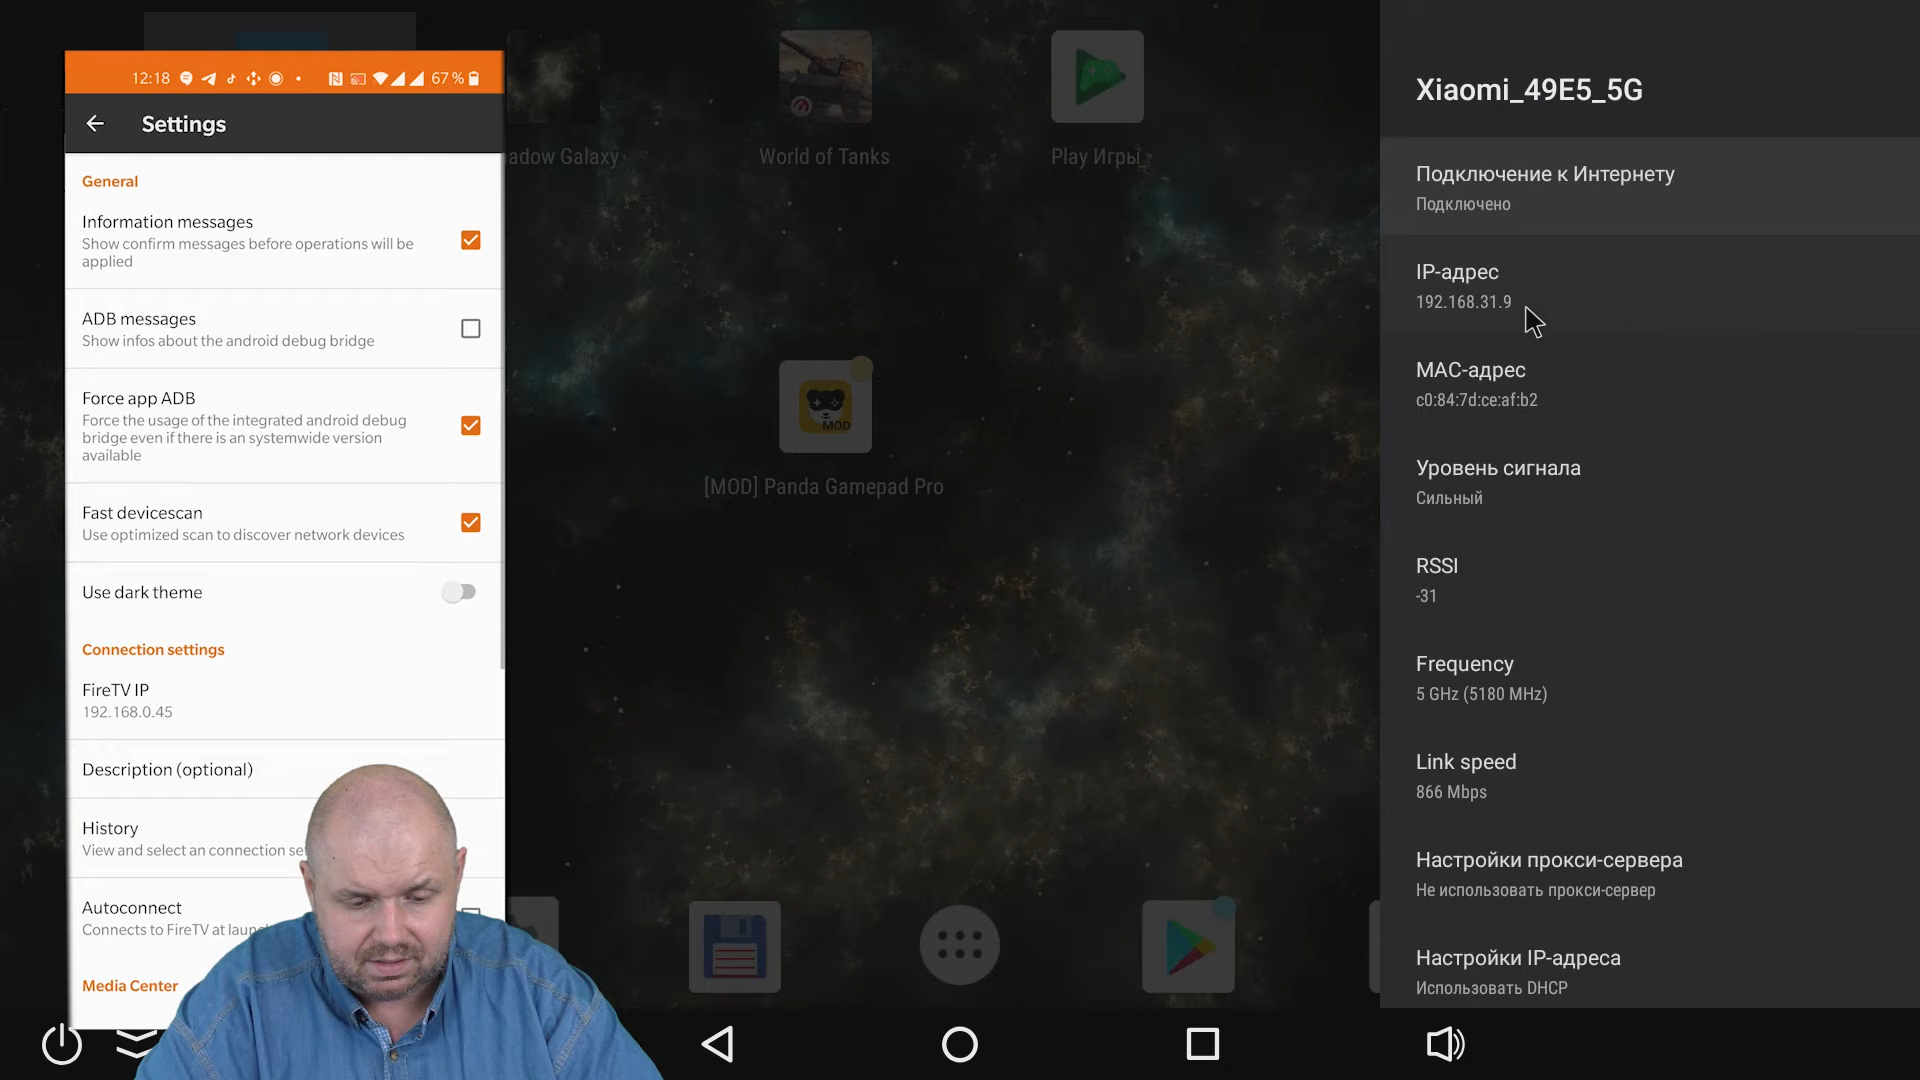 12:18
67 %
Settings
General
Information messages
Show confirm messages before operations will be
applied
ADB messages
Show infos about the android debug bridge
Force app ADB
Force the usage of the integrated android debug
bridge even if there is an systemwide version
available
Fast devicescan
Use optimized scan to discover network devices
Use dark theme
Connection settings
FireTV IP
192.168.0.45
Description (optional)
History
View and select an connection
Autoconnect
Connects to FireTV at
Media Center
Galaxy
World of Tanks
Play Игры
MOD
[MOD] Panda Gamepad Pro
Xiaomi_49E5_5G
Подключение к Интернету
Подключено
IP-адрес
192.168.31.9
MAC-адрес
c0:84:7d:ce:af:b2
Уровень сигнала
Сильный
RSSI
-31
Frequency
5 GHz (5180 MHz)
Link speed
866 Mbps
Настройки прокси-сервера
Не использовать прокси-сервер
Настройки IP-адреса
Использовать DHCP